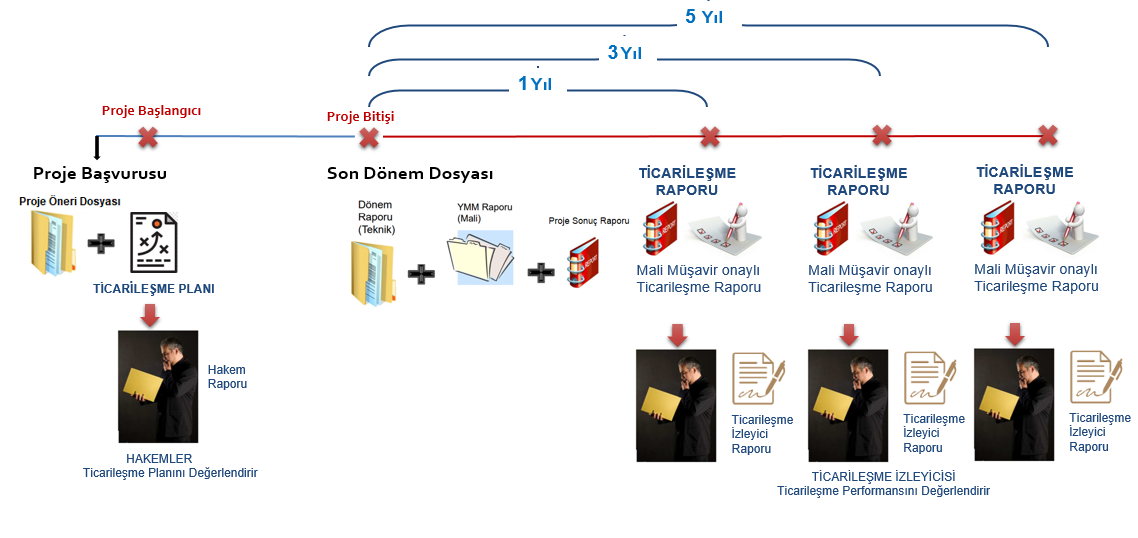 5 Yıl
3 Yıl
1 Yıl
Proje Başlangıcı
Proje Bitişi
Proje Başvurusu
Proje Öneri Dosyası
TİCARİLEŞME PLANI
Hakem
Raporu
HAKEMLER
Ticarileşme Planını Değerlendirir
Son Dönem Dosyası
Dönem
Raporu
(Teknik)
YMM Raporu
(Mali)
Proje Sonuç Raporu
REPORT
TİCARİLEŞME
RAPORU
REPORT
Mali Müşavir onaylı
Ticarileşme Raporu
Ticarileşme
İzleyici
Raporu
TİCARİLEŞME
RAPORU
REPORT
Mali Müşavir onaylı
Ticarileşme Raporu
Ticarileşme
İzleyici
Raporu
TİCARİLEŞME
RAPORU
REPORT
Mali Müşavir onaylı
Ticarileşme Raporu
Ticarileşme
İzleyici
Raporu
TİCARİLEŞME İZLEYİCİSİ
Ticarileşme Performansını Değerlendirir